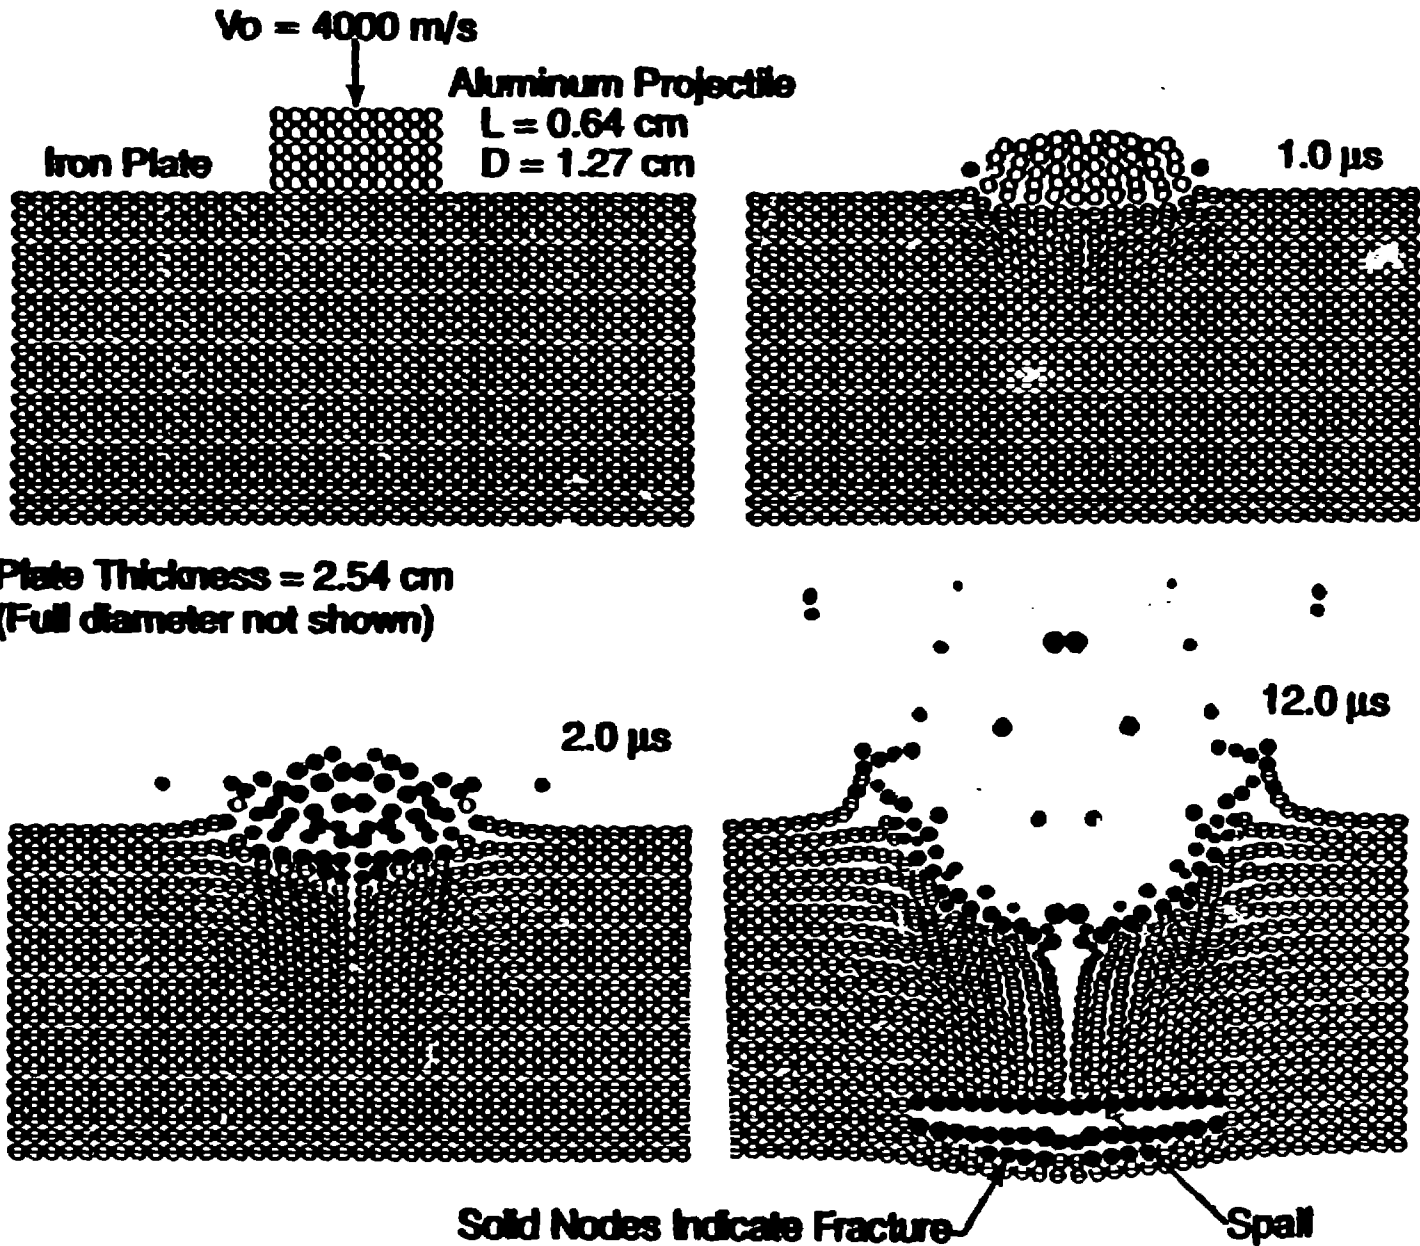 Vo = 4000 m/s
Aluminum Projectile
L = 0.64 cm
D = 1.27 cm
Iron Plate
1.0 μs
Plate Thickness = 2.54 cm
(Full diameter not shown)
2.0 μs
12.0 μs
Solid Nodes Indicate Fracture
Spall